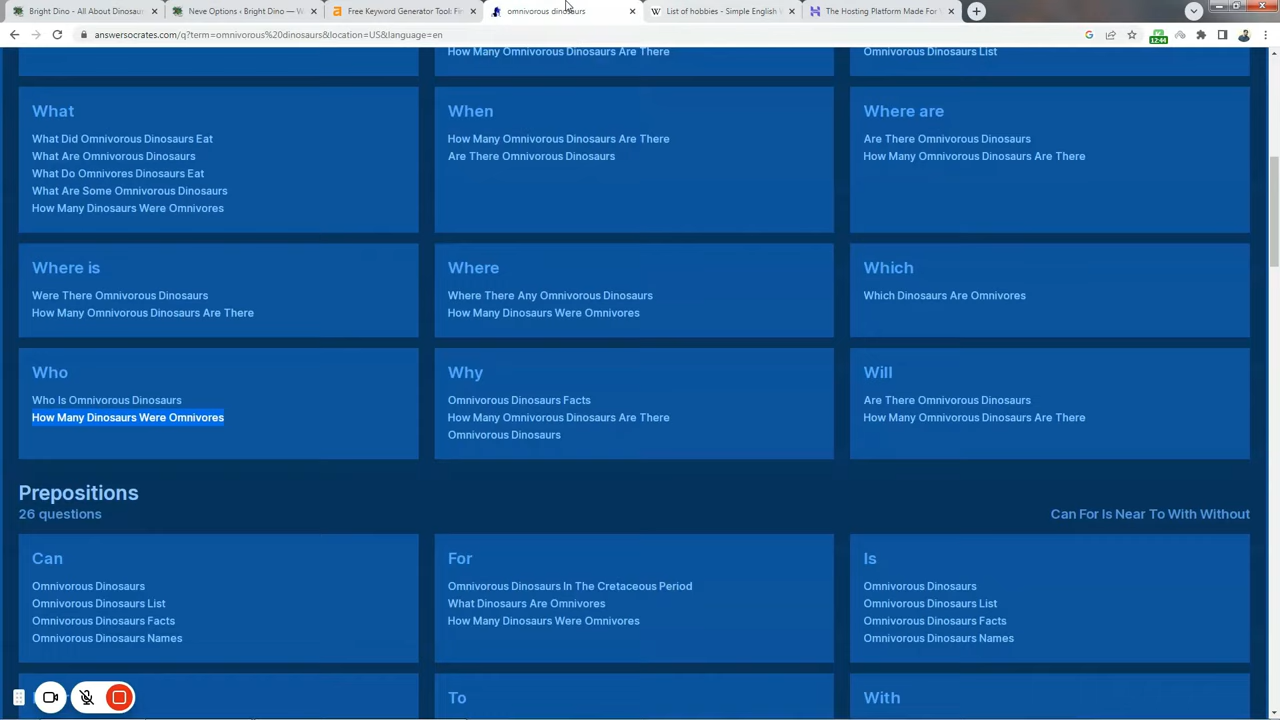 Bright Dino - All About Dinosaur
Neve Options ‹ Bright Dino — W
Free Keyword Generator Tool: Fin
omnivorous dinosaurs
List of hobbies - Simple English W
The Hosting Platform Made For
answersocrates.com/q?term=omnivorous%20dinosaurs&location=US&language=en
12:44
How Many Omnivorous Dinosaurs Are There
Omnivorous Dinosaurs List
What
What Did Omnivorous Dinosaurs Eat
What Are Omnivorous Dinosaurs
What Do Omnivores Dinosaurs Eat
What Are Some Omnivorous Dinosaurs
How Many Dinosaurs Were Omnivores
When
How Many Omnivorous Dinosaurs Are There
Are There Omnivorous Dinosaurs
Where are
Are There Omnivorous Dinosaurs
How Many Omnivorous Dinosaurs Are There
Where is
Were There Omnivorous Dinosaurs
How Many Omnivorous Dinosaurs Are There
Where
Where There Any Omnivorous Dinosaurs
How Many Dinosaurs Were Omnivores
Which
Which Dinosaurs Are Omnivores
Who
Who Is Omnivorous Dinosaurs
How Many Dinosaurs Were Omnivores
Why
Omnivorous Dinosaurs Facts
How Many Omnivorous Dinosaurs Are There
Omnivorous Dinosaurs
Will
Are There Omnivorous Dinosaurs
How Many Omnivorous Dinosaurs Are There
Prepositions
26 questions
Can For Is Near To With Without
Can
Omnivorous Dinosaurs
Omnivorous Dinosaurs List
Omnivorous Dinosaurs Facts
Omnivorous Dinosaurs Names
For
Omnivorous Dinosaurs In The Cretaceous Period
What Dinosaurs Are Omnivores
How Many Dinosaurs Were Omnivores
Is
Omnivorous Dinosaurs
Omnivorous Dinosaurs List
Omnivorous Dinosaurs Facts
Omnivorous Dinosaurs Names
To
With